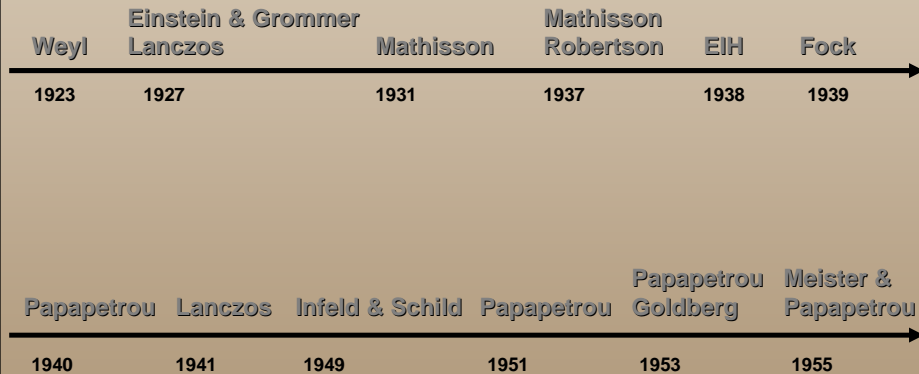 Einstein & Grommer Mathisson
Weyl Lanczos Mathisson Robertson EIH Fock
1923 1927 1931 1937 1938 1939
Papapetrou Meister &
Papapetrou Lanczos Infeld & Schild Papapetrou Goldberg Papapetrou
1940 1941 1949 1951 1953 1955